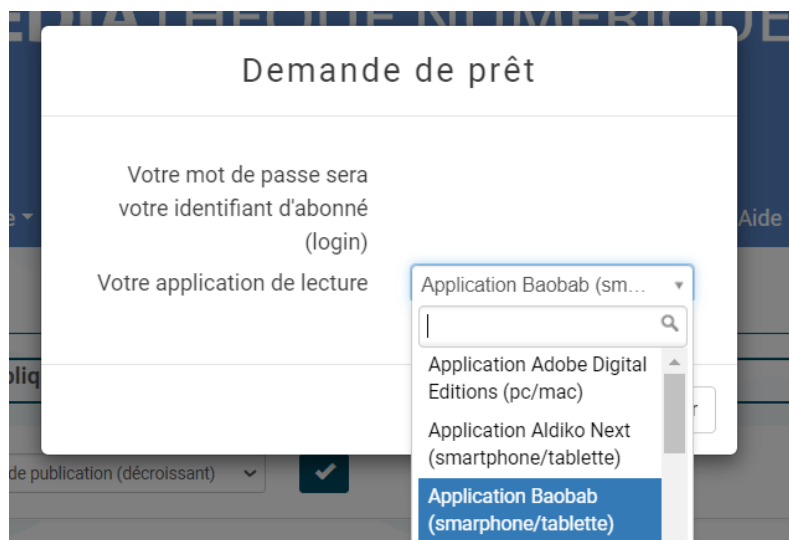 Demande de prêt
Votre mot de passe sera
votre identifiant d'abonné
(login)
Aide
Votre application de lecture
Application Baobab (sm...
Application Adobe Digital
Editions (pc/mac)
Application Aldiko Next
(smartphone/tablette)
de publication (décroissant)
Application Baobab
(smarphone/tablette)